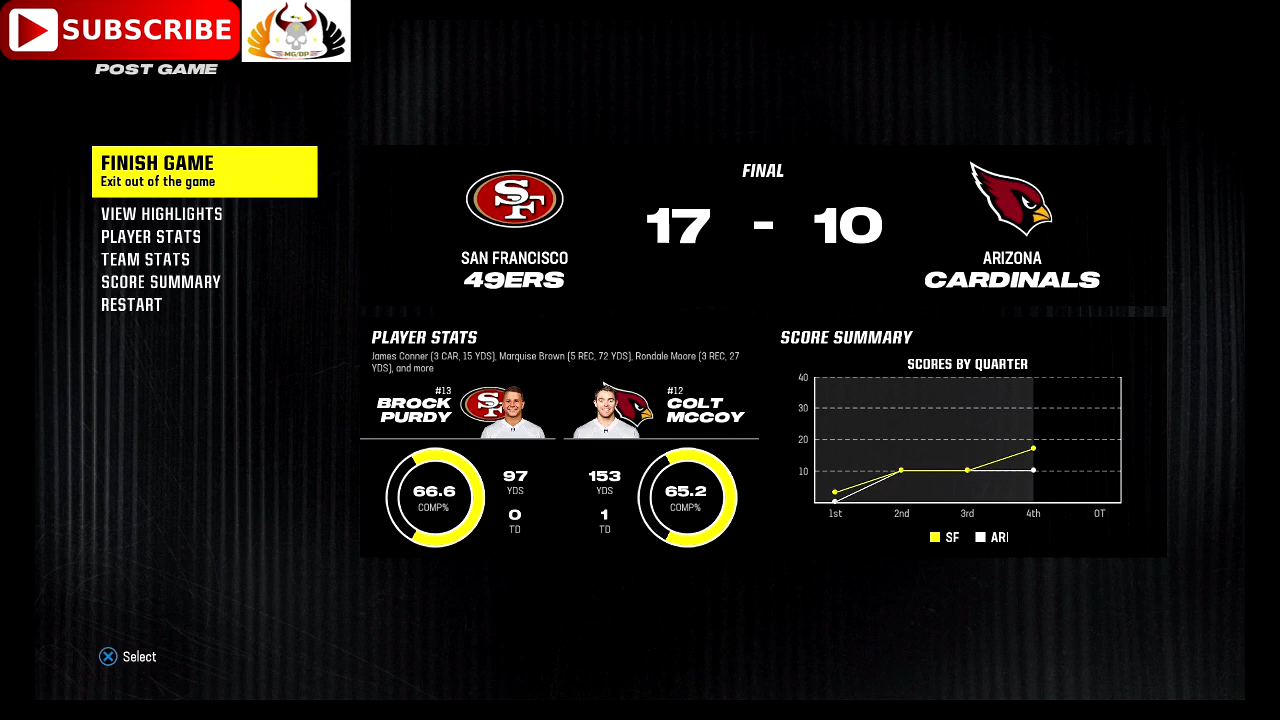 SUBSCRIBE
MG/DP
POST GAME
FINISH GAME
Exit out of the game
VIEW HIGHLIGHTS
PLAYER STATS
TEAM STATS
SCORE SUMMARY
RESTART
FINAL
SF
17 - 10
SAN FRANCISCO
49ERS
ARIZONA
CARDINALS
PLAYER STATS
James Conner (3 CAR, 15 YDS), Marquise Brown (5 REC, 72 YDS), Rondale Moore (3 REC, 27
YDS), and more
#13
BROCK
PURDY
SF
#12
COLT
MCCOY
66.6
COMP%
97
YDS
0
TD
153
YDS
1
TD
65.2
COMP%
SCORE SUMMARY
SCORES BY QUARTER
40
30
20
10
1st 2nd 3rd 4th OT
SF ARI
Select